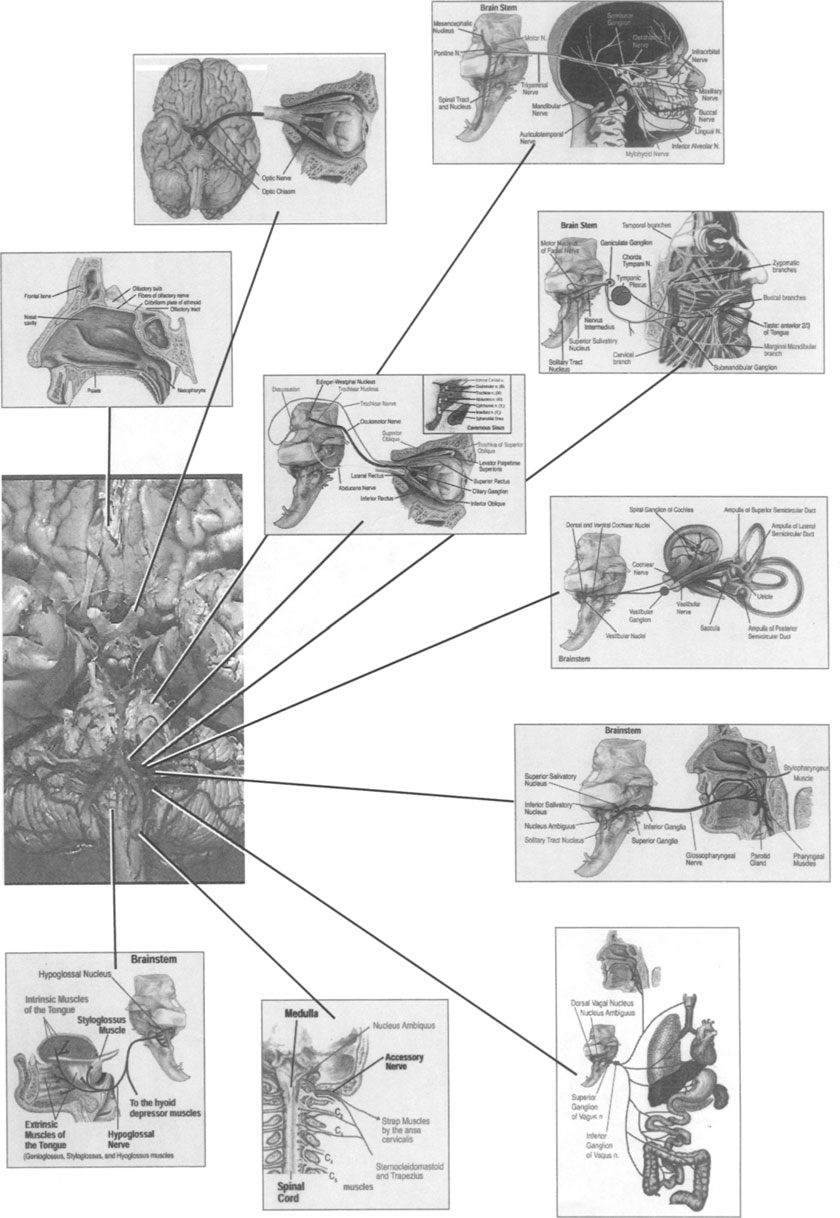 Brain Stem
Mesencephalic
Nucleus
Motor N.
Pontine N.
Spinal Tract
and Nucleus
Trigeminal
Nerve
Mandibular
Nerve
Auriculotemporal
Nerve
Ganglion
Nerve
Infraorbital
Nerve
Maxillary
Nerve
Buccal
Nerve
Lingual N.
Inferior Alveolar N.
Mylohyoid Nerve
Optic Nerve
Optic Chiasm
Frontal bone
Nasal
cavity
Olfactory bulb
Fibers of olfactory nerve
Cribriform plate of ethmoid
Olfactory tract
Palate
Nasopharynx
Brain Stem
Motor Nucleus
of Facial Nerve
Geniculate Ganglion
Chorda
Tympani N.
Tympanic
Plexus
Temporal branches
Zygomatic
branches
Buccal branches
Taste: anterior 2/3
of Tongue
Marginal Mandibular
branch
Submandibular Ganglion
Nervus
Intermedius
Superior Salivatory
Nucleus
Solitary Tract
Nucleus
Cervical
branch
Edinger-Westphal Nucleus
Decussation
Trochlear Nucleus
Trochlear Nerve
Oculomotor Nerve
Cavernous Sinus
Superior
Oblique
Trochlea of Superior
Oblique
Levator Palpebrae
Superioris
Superior Rectus
Ciliary Ganglion
Inferior Oblique
Lateral Rectus
Abducens Nerve
Inferior Rectus
Dorsal and Ventral Cochlear Nuclei
Spiral Ganglion of Cochlea
Ampulla of Superior Semicircular Duct
Ampulla of Lateral
Semicircular Duct
Cochlear
Nerve
Utricle
Vestibular
Ganglion
Vestibular
Nerve
Saccula
Ampulla of Posterior
Semicircular Duct
Vestibular Nuclei
Brainstem
Brainstem
Superior Salivatory
Nucleus
Inferior Salivatory
Nucleus
Nucleus Ambiguus
Solitary Tract Nucleus
Inferior Ganglia
Superior Ganglia
Glossopharyngeal
Nerve
Parotid
Gland
Pharyngeal
Muscles
Stylopharyngeus
Muscle
Brainstem
Hypoglossal Nucleus
Intrinsic Muscles
of the Tongue
Styloglossus
Muscle
To the hyoid
depressor muscles
Extrinsic
Muscles of
the Tongue
Hypoglossal
Nerve
(Genioglossus, Styloglossus, and Hyoglossus muscles)
Medulla
Nucleus Ambiquus
Accessory
Nerve
Strap Muscles
by the ansa
cervicalis
Sternocleidomastoid
and Trapezius
muscles
Spinal
Cord
Dorsal Vagal Nucleus
Nucleus Ambiguus
Superior
Ganglion
of Vagus n
Inferior
Ganglion
of Vagus n.